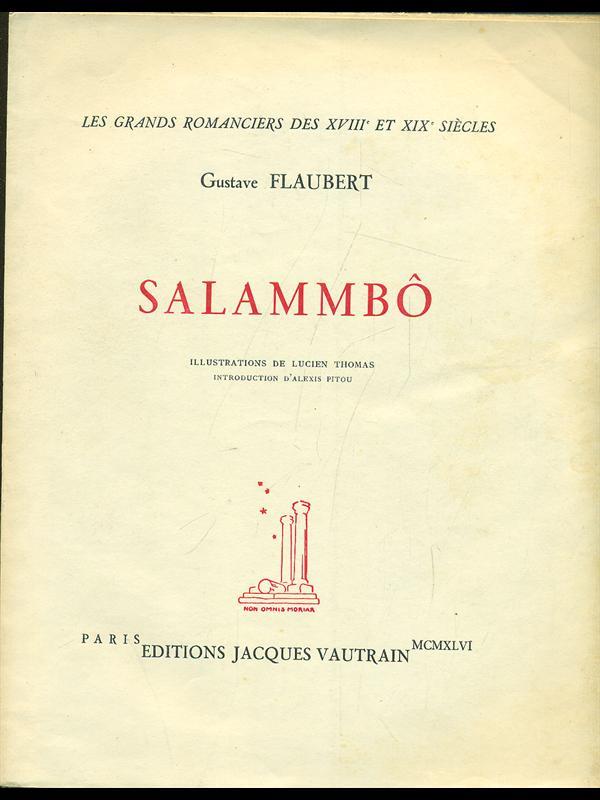 LES GRANDS ROMANCIERS DES XVIIIᵉ ET XIXᵉ SIÈCLES
Gustave FLAUBERT
SALAMMBÔ
ILLUSTRATIONS DE LUCIEN THOMAS
INTRODUCTION D'ALEXIS PITOU
NON OMNIS MORIAR
PARIS EDITIONS JACQUES VAUTRAIN MCMXLVI